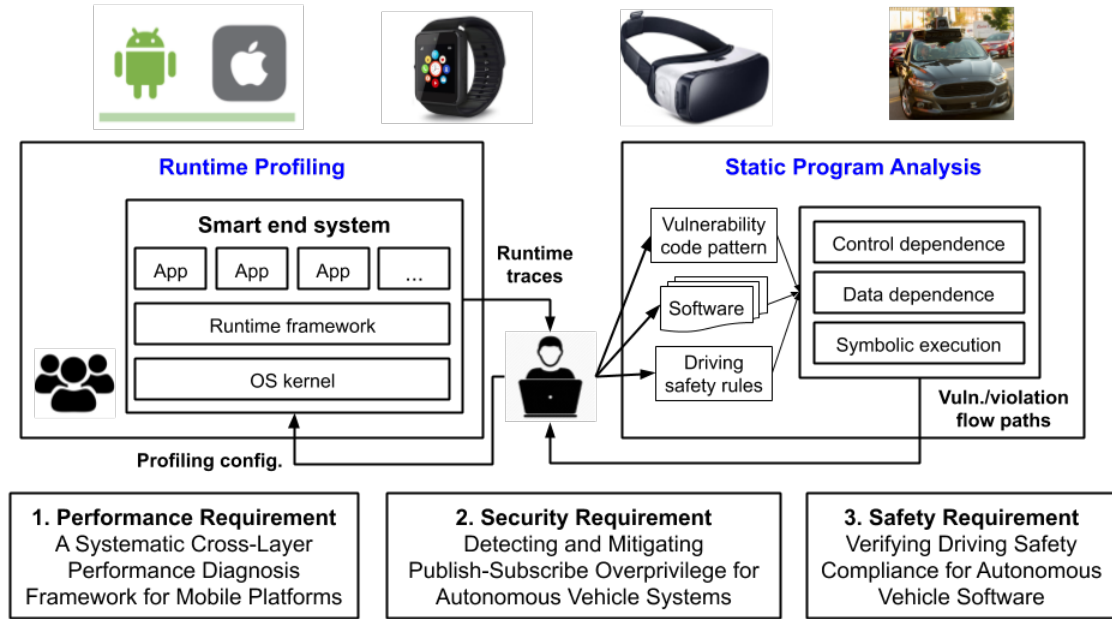 Runtime Profiling
Smart end system
App
App
App
...
Runtime framework
OS kernel
Runtime
traces
Profiling config.
Static Program Analysis
Vulnerability
code pattern
Software
Driving
safety rules
Control dependence
Data dependence
Symbolic execution
Vuln./violation
flow paths
1. Performance Requirement
A Systematic Cross-Layer
Performance Diagnosis
Framework for Mobile Platforms
2. Security Requirement
Detecting and Mitigating
Publish-Subscribe Overprivilege for
Autonomous Vehicle Systems
3. Safety Requirement
Verifying Driving Safety
Compliance for Autonomous
Vehicle Software